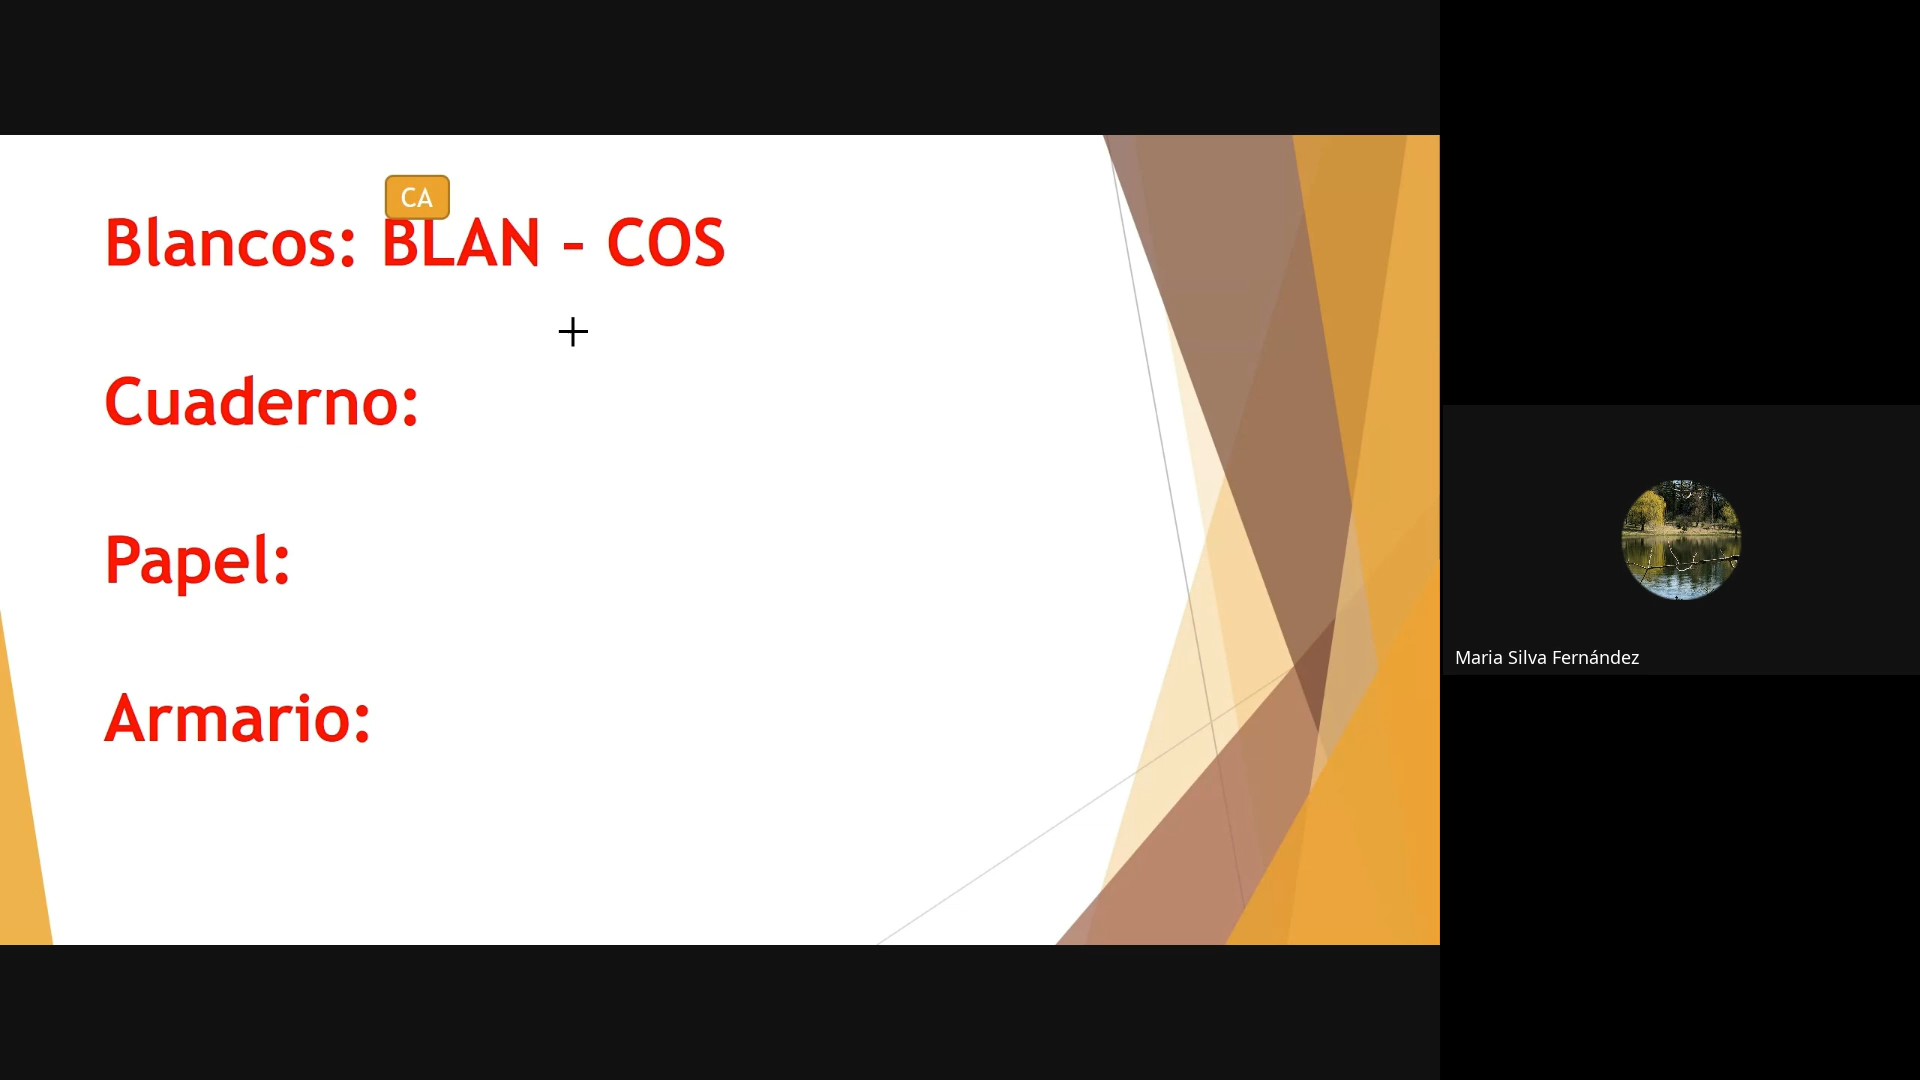 CA
Blancos: BLAN – COS
Cuaderno:
Papel:
Armario:
Maria Silva Fernández